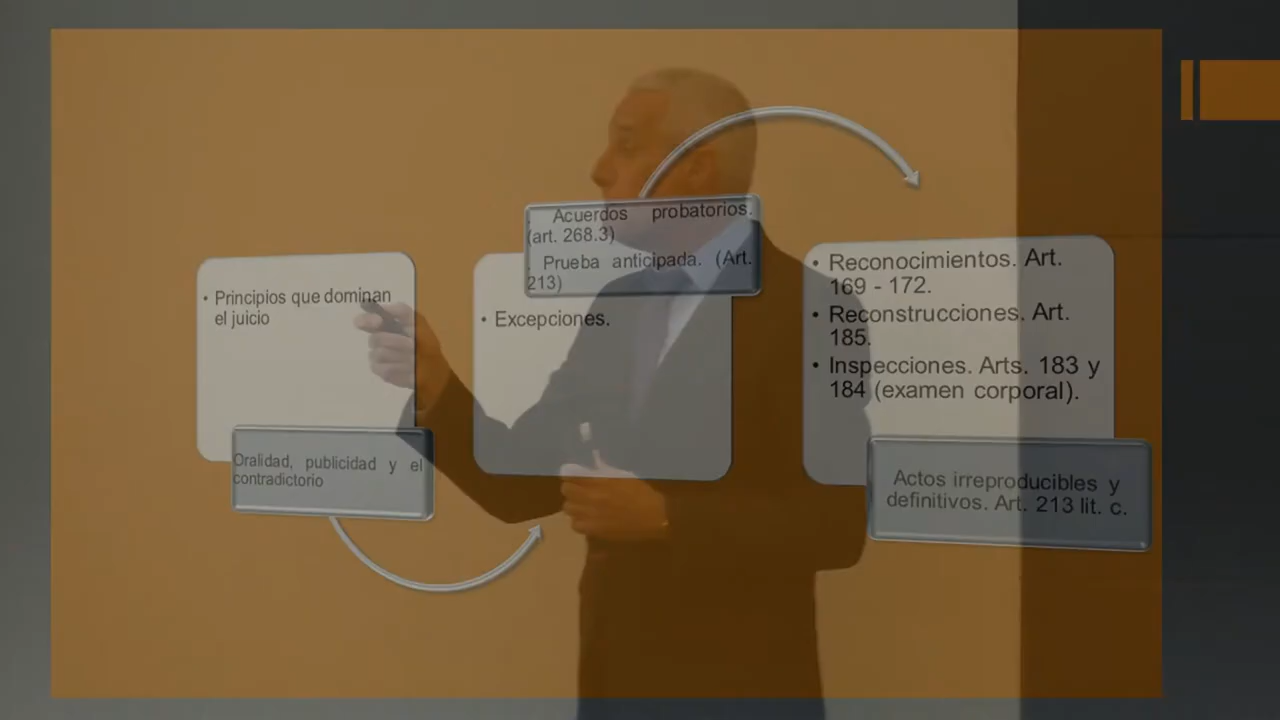 • Principios que dominan
el juicio
Oralidad, publicidad y el
contradictorio
. Acuerdos probatorios.
(art. 268.3)
. Prueba anticipada. (Art.
213)
• Excepciones.
• Reconocimientos. Art.
169 - 172.
• Reconstrucciones. Art.
185.
• Inspecciones. Arts. 183 y
184 (examen corporal).
Actos irreproducibles y
definitivos. Art. 213 lit. c.